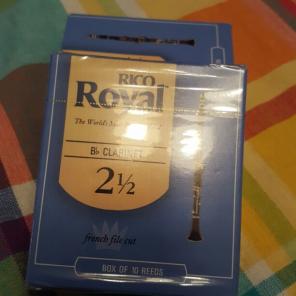 RICO
Royal
The World's
B♭ CLARINET
2½
french file cut
BOX OF 10 REEDS